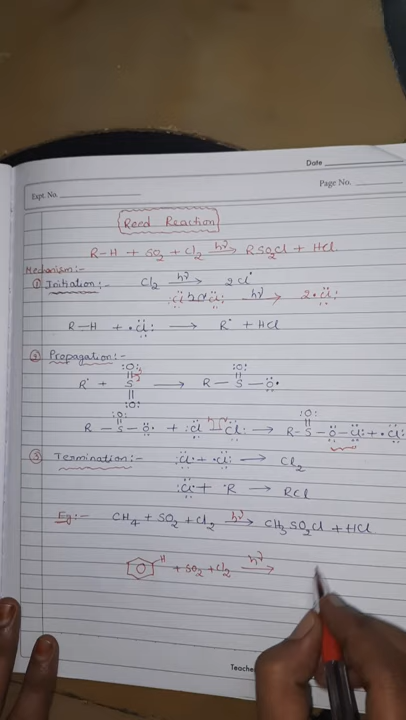 Date
Page No.
Expt. No.
Reed Reaction
R-H + SO₂ + Cl₂ —hν→ RSO₂Cl + HCl
Mechanism:-
① Initiation:- Cl₂ —hν→ 2Cl•
:Cl:Cl: —hν→ 2•Cl:
R-H + •Cl: → R• + HCl
② Propagation:-
:O: :O:
R• + S → R-S-O•
:O:
:O: :O:
R-S-O• + :Cl-Cl: → R-S-O-Cl: + •Cl:
③ Termination:- :Cl• + •Cl: → Cl₂
:Cl• + •R → RCl
Eg:- CH₄ + SO₂ + Cl₂ —hν→ CH₃SO₂Cl + HCl
H + SO₂ + Cl₂ —hν→
Teache